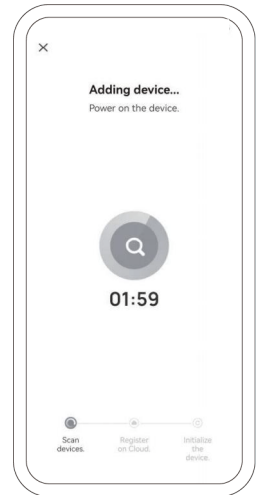 Adding device...
Power on the device.
01:59
Scan
devices.
Register
on Cloud.
Initialize
the
device.